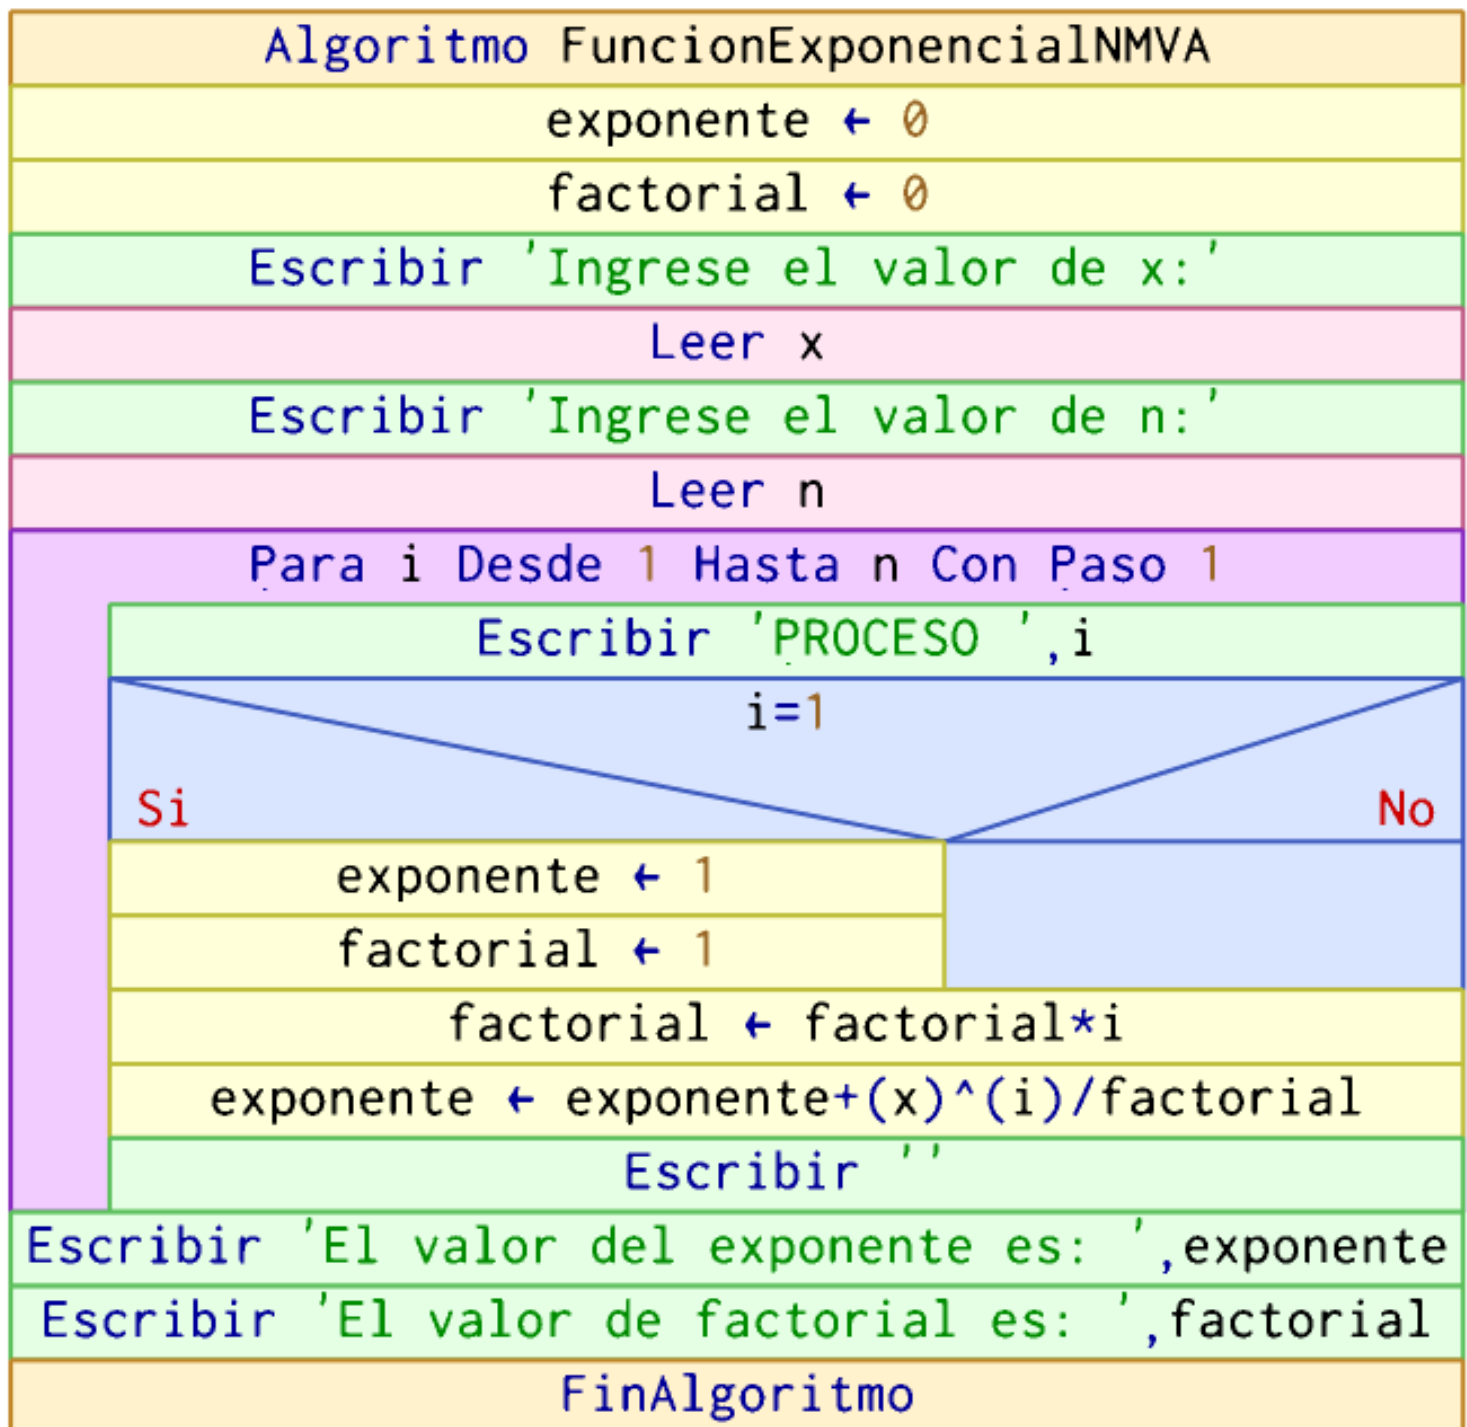 Algoritmo FuncionExponencialNMVA
exponente ← 0
factorial ← 0
Escribir 'Ingrese el valor de x:'
Leer x
Escribir 'Ingrese el valor de n:'
Leer n
Para i Desde 1 Hasta n Con Paso 1
Escribir 'PROCESO ',i
i=1
Si
No
exponente ← 1
factorial ← 1
factorial ← factorial*i
exponente ← exponente+(x)^(i)/factorial
Escribir ''
Escribir 'El valor del exponente es: ',exponente
Escribir 'El valor de factorial es: ',factorial
FinAlgoritmo